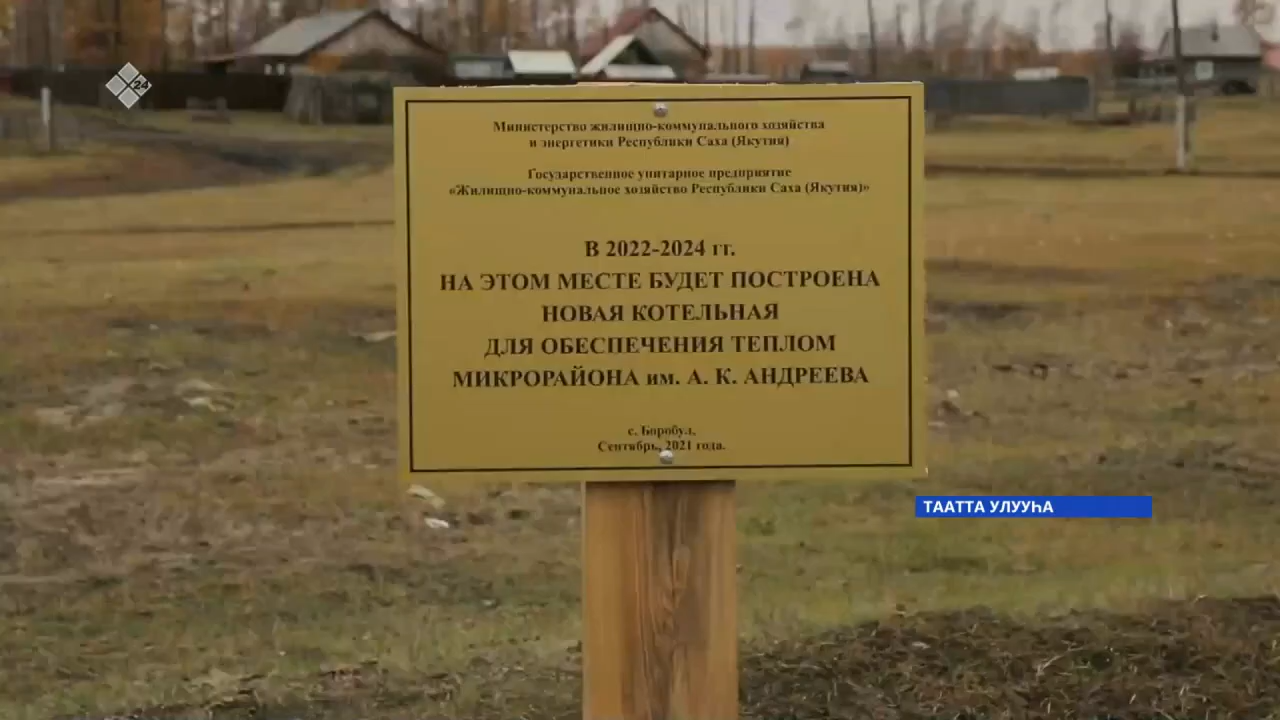 24
Министерство жилищно-коммунального хозяйства
и энергетики Республики Саха (Якутия)
Государственное унитарное предприятие
«Жилищно-коммунальное хозяйство Республики Саха (Якутия)»
В 2022-2024 гг.
НА ЭТОМ МЕСТЕ БУДЕТ ПОСТРОЕНА
НОВАЯ КОТЕЛЬНАЯ
ДЛЯ ОБЕСПЕЧЕНИЯ ТЕПЛОМ
МИКРОРАЙОНА им. А. К. АНДРЕЕВА
с. Боробул,
Сентябрь, 2021 года.
ТААТТА УЛУУҺА